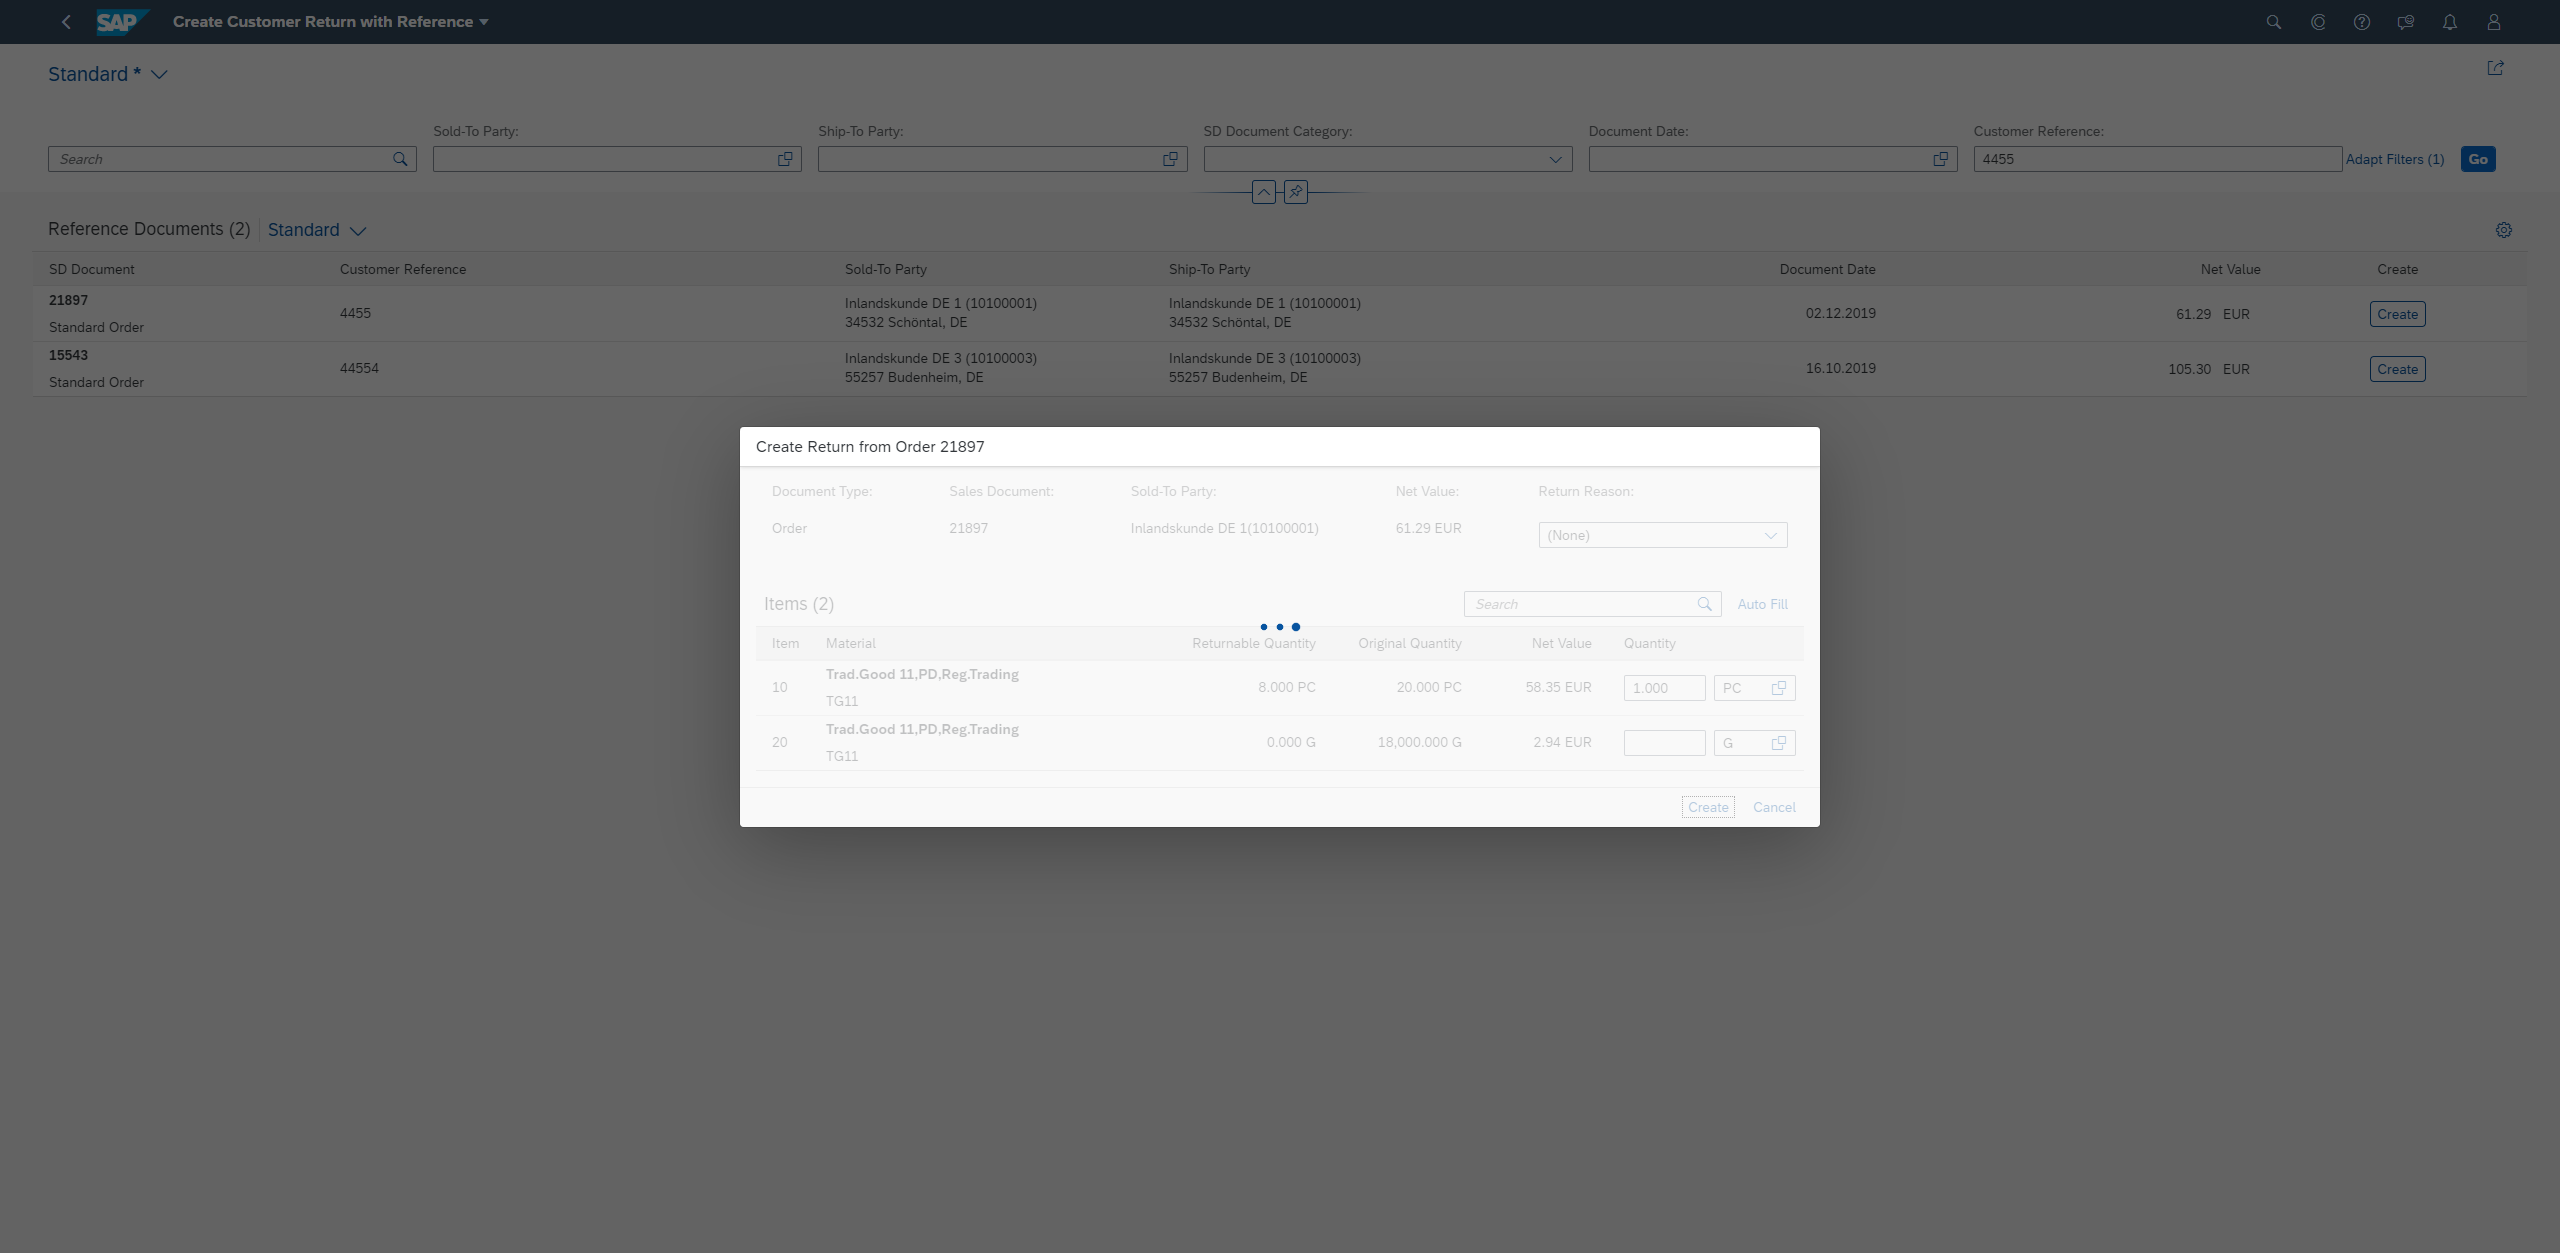 SAP Create Customer Return with Reference
Standard *
Sold-To Party: Ship-To Party: SD Document Category: Document Date: Customer Reference:
Search 4455 Adapt Filters (1) Go
Reference Documents (2) Standard
SD Document Customer Reference Sold-To Party Ship-To Party Document Date Net Value Create
21897
Standard Order
4455
Inlandskunde DE 1 (10100001)
34532 Schöntal, DE
Inlandskunde DE 1 (10100001)
34532 Schöntal, DE
02.12.2019
61.29 EUR
Create
15543
Standard Order
44554
Inlandskunde DE 3 (10100003)
55257 Budenheim, DE
Inlandskunde DE 3 (10100003)
55257 Budenheim, DE
16.10.2019
105.30 EUR
Create
Create Return from Order 21897
Document Type: Sales Document: Sold-To Party: Net Value: Return Reason:
Order 21897 Inlandskunde DE 1(10100001) 61.29 EUR (None)
Items (2) Search Auto Fill
Item Material Returnable Quantity Original Quantity Net Value Quantity
10
Trad.Good 11,PD,Reg.Trading
TG11
8.000 PC 20.000 PC 58.35 EUR 1.000 PC
20
Trad.Good 11,PD,Reg.Trading
TG11
0.000 G 18,000.000 G 2.94 EUR G
Create Cancel